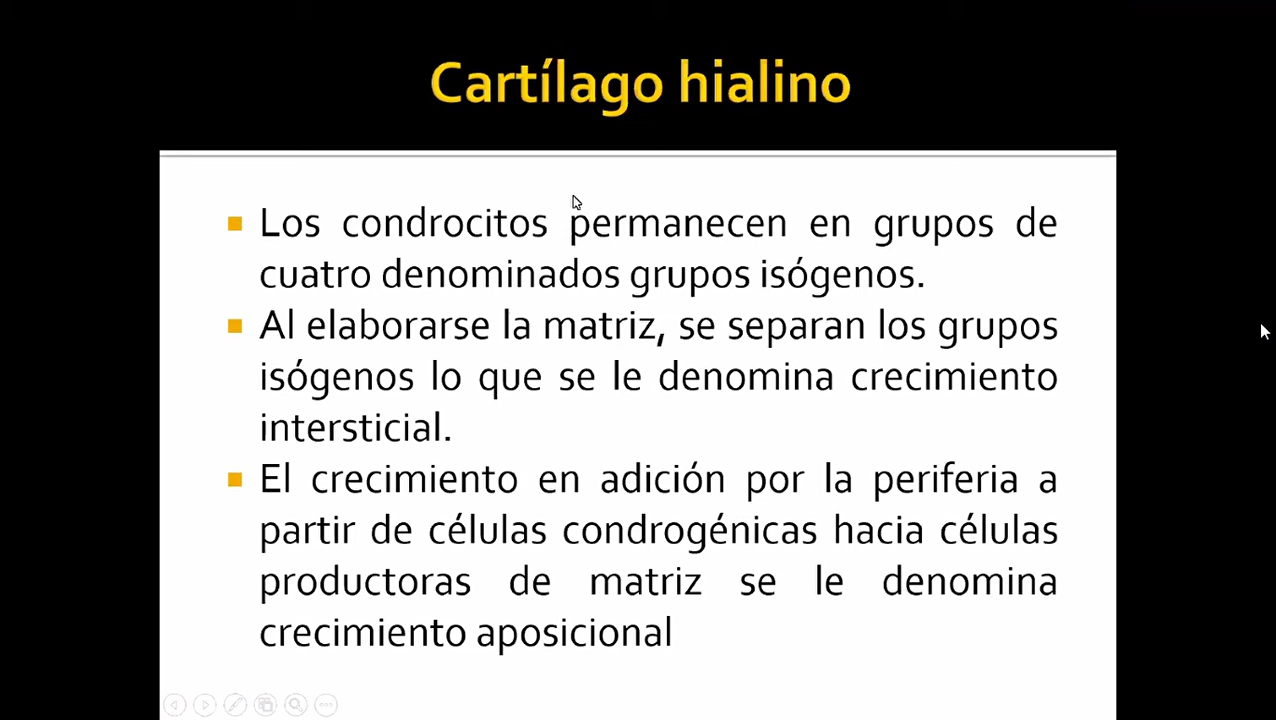 Cartílago hialino
Los condrocitos permanecen en grupos de
cuatro denominados grupos isógenos.
Al elaborarse la matriz, se separan los grupos
isógenos lo que se le denomina crecimiento
intersticial.
El crecimiento en adición por la periferia a
partir de células condrogénicas hacia células
productoras de matriz se le denomina
crecimiento aposicional